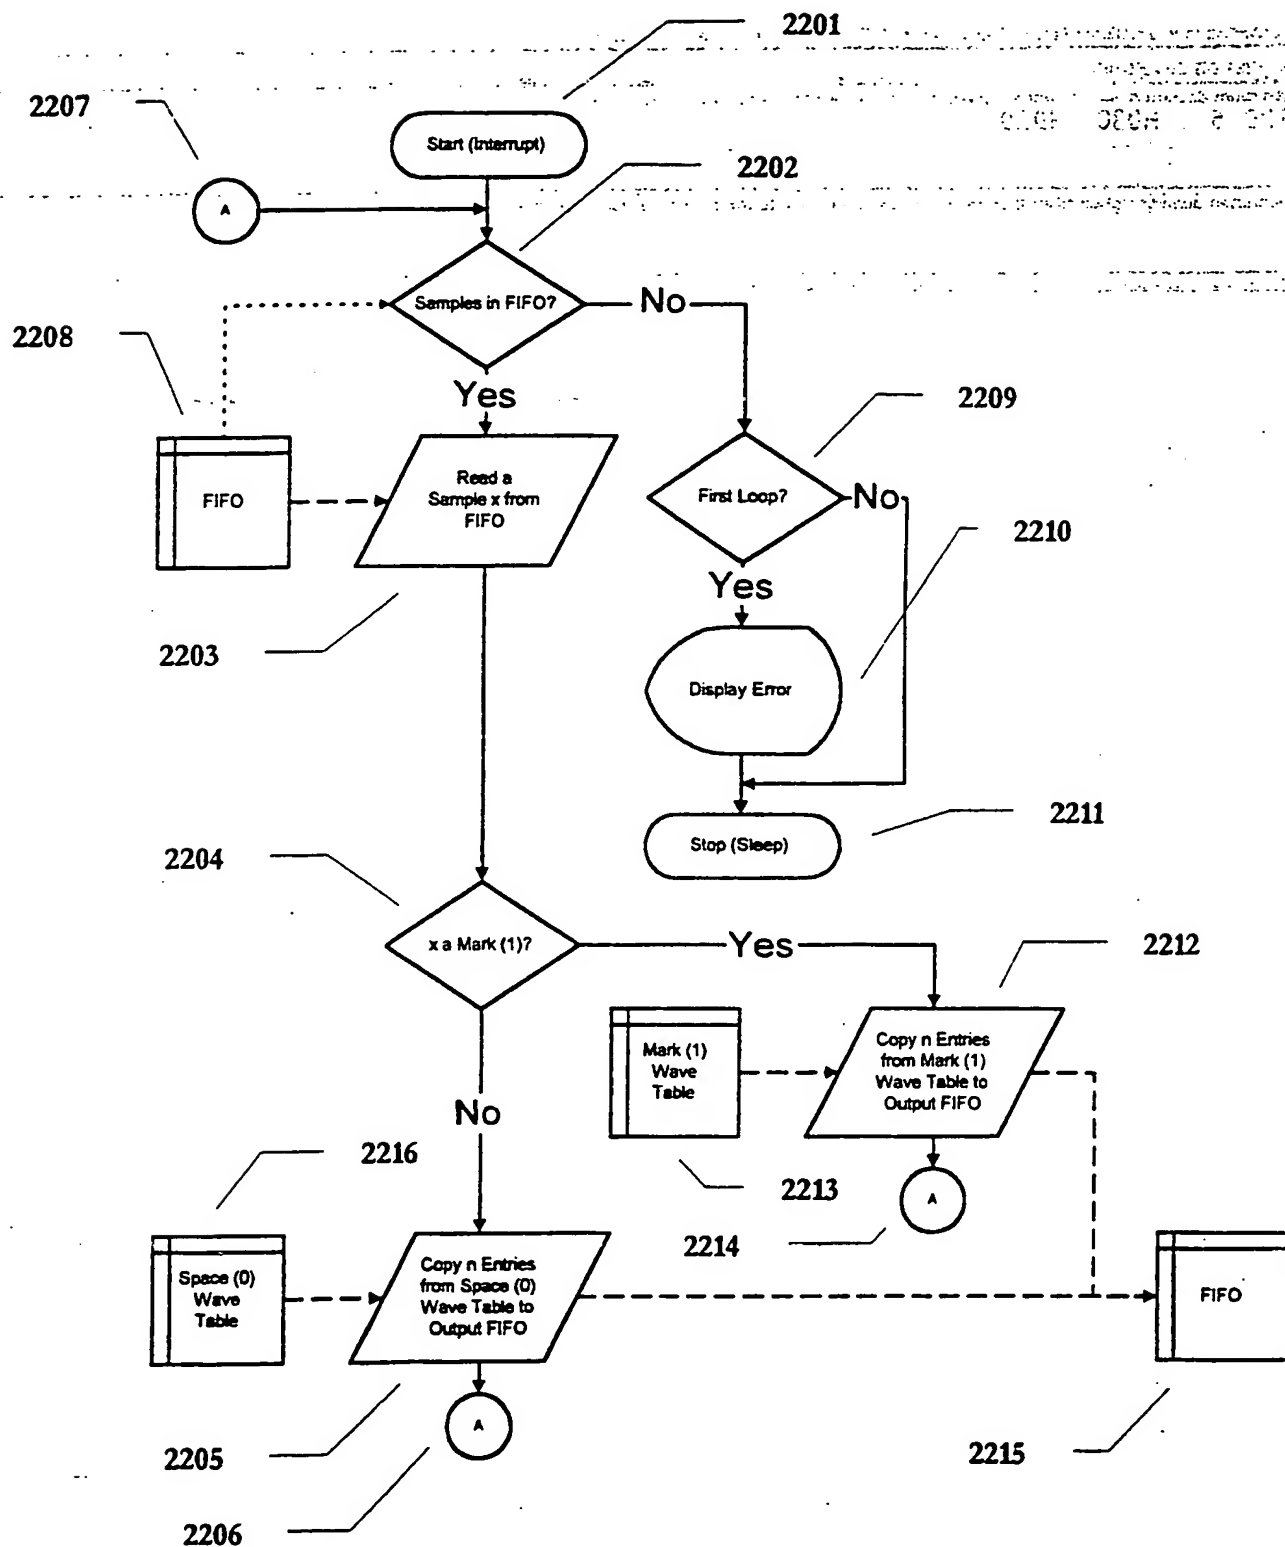 2201
2207
Start (Interrupt)
2202
A
Samples in FIFO?
No
2208
Yes
2209
FIFO
Read a
Sample x from
FIFO
First Loop?
No
2210
Yes
2203
Display Error
2211
Stop (Sleep)
2204
x a Mark (1)?
Yes
2212
Mark (1)
Wave
Table
Copy n Entries
from Mark (1)
Wave Table to
Output FIFO
No
2216
2213
A
2214
Space (0)
Wave
Table
Copy n Entries
from Space (0)
Wave Table to
Output FIFO
FIFO
A
2205
2215
2206